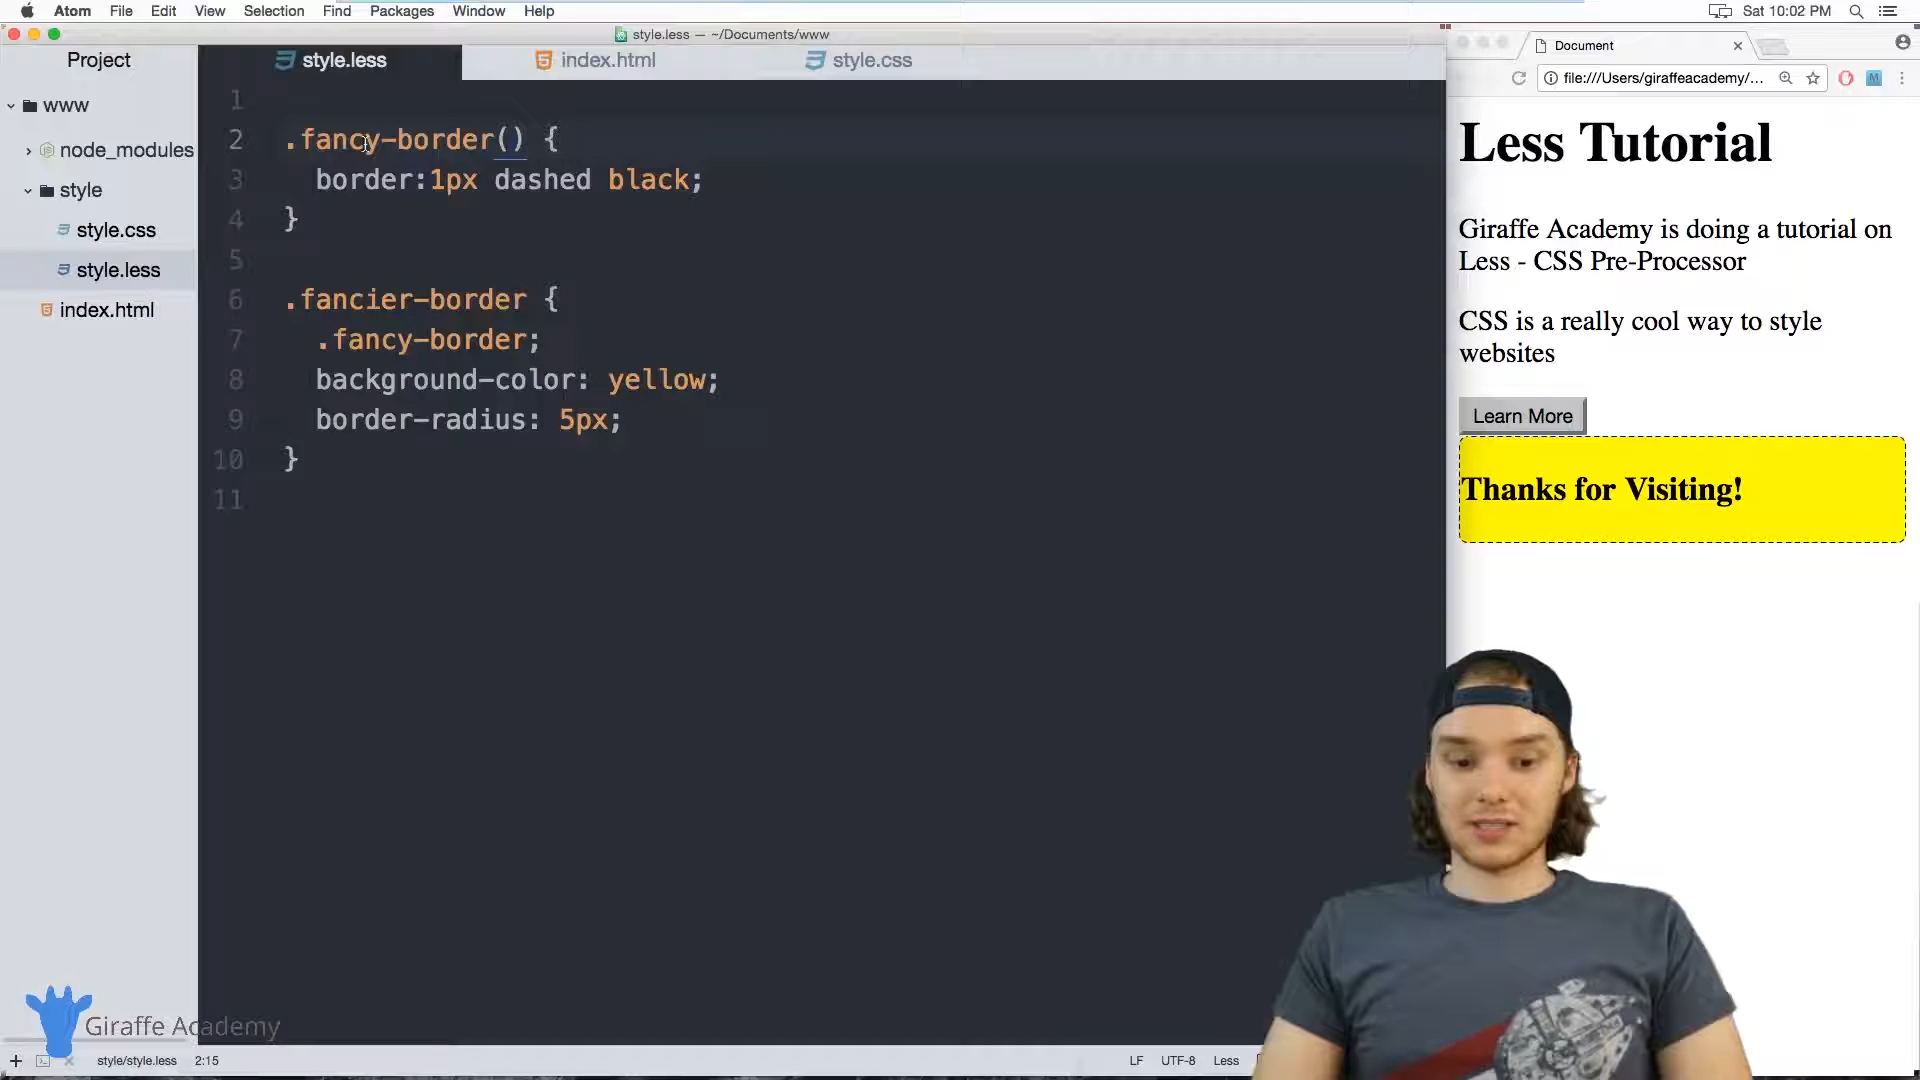 Atom File Edit View Selection Find Packages Window Help Sat 10:02 PM
style.less — ~/Documents/www
Project
style.less
index.html
style.css
Document
file:///Users/giraffeacademy/...
M
www
node_modules
style
style.css
style.less
index.html
1
2 .fancy-border() {
3 border:1px dashed black;
4 }
5
6 .fancier-border {
7 .fancy-border;
8 background-color: yellow;
9 border-radius: 5px;
10 }
11
Less Tutorial
Giraffe Academy is doing a tutorial on
Less - CSS Pre-Processor
CSS is a really cool way to style
websites
Learn More
Thanks for Visiting!
Giraffe Academy
style/style.less 2:15 LF UTF-8 Less